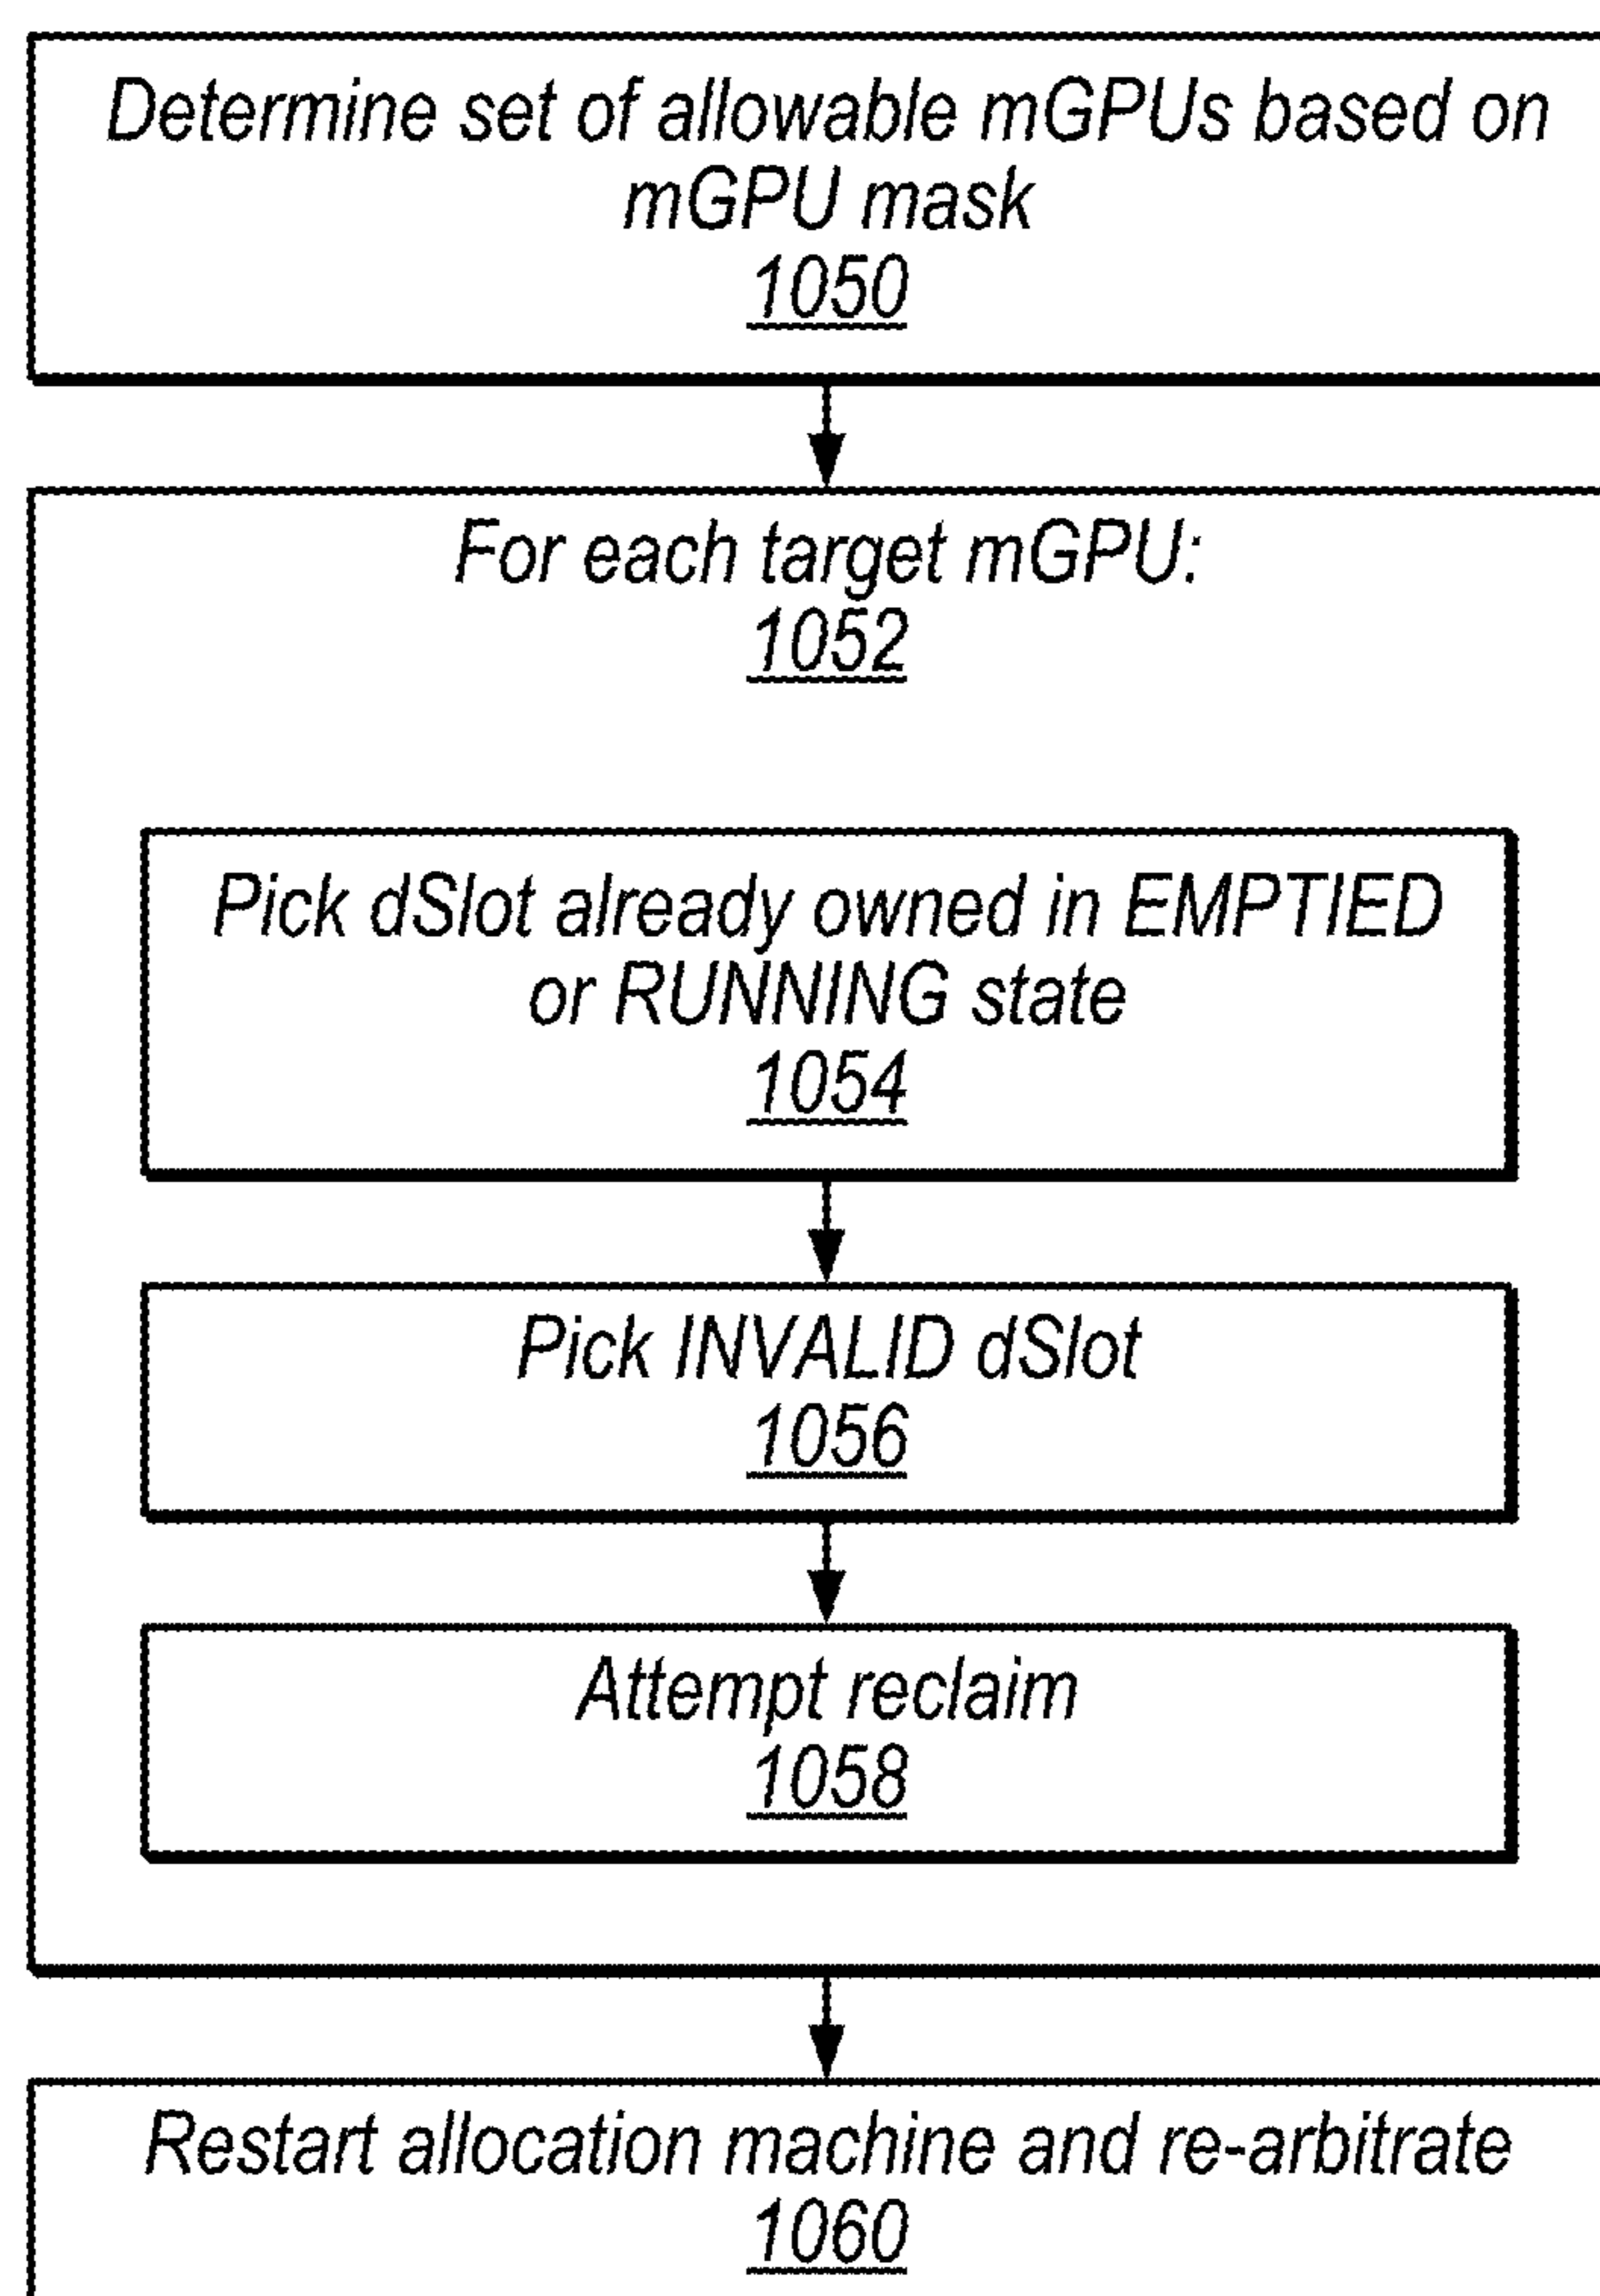 Determine set of allowable mGPUs based on
mGPU mask
1050
For each target mGPU:
1052
Pick dSlot already owned in EMPTIED
or RUNNING state
1054
Pick INVALID dSlot
1056
Attempt reclaim
1058
Restart allocation machine and re-arbitrate
1060